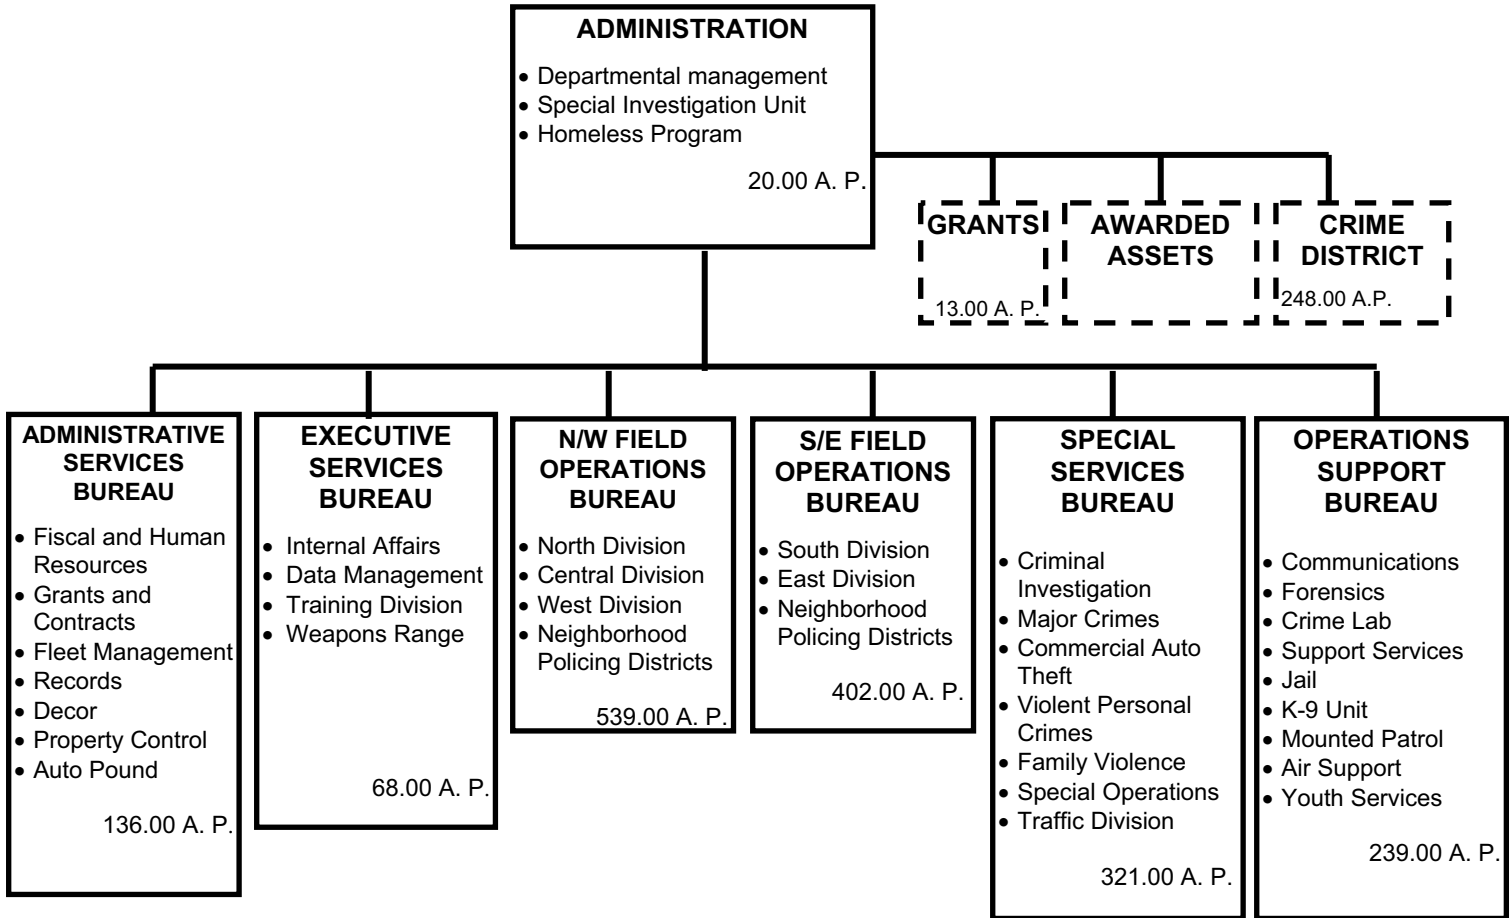 ADMINISTRATION
• Departmental management
• Special Investigation Unit
• Homeless Program
20.00 A. P.
GRANTS
13.00 A. P.
AWARDED
ASSETS
CRIME
DISTRICT
248.00 A.P.
ADMINISTRATIVE
SERVICES
BUREAU
• Fiscal and Human
Resources
• Grants and
Contracts
• Fleet Management
• Records
• Decor
• Property Control
• Auto Pound
136.00 A. P.
EXECUTIVE
SERVICES
BUREAU
• Internal Affairs
• Data Management
• Training Division
• Weapons Range
68.00 A. P.
N/W FIELD
OPERATIONS
BUREAU
• North Division
• Central Division
• West Division
• Neighborhood
Policing Districts
539.00 A. P.
S/E FIELD
OPERATIONS
BUREAU
• South Division
• East Division
• Neighborhood
Policing Districts
402.00 A. P.
SPECIAL
SERVICES
BUREAU
• Criminal
Investigation
• Major Crimes
• Commercial Auto
Theft
• Violent Personal
Crimes
• Family Violence
• Special Operations
• Traffic Division
321.00 A. P.
OPERATIONS
SUPPORT
BUREAU
• Communications
• Forensics
• Crime Lab
• Support Services
• Jail
• K-9 Unit
• Mounted Patrol
• Air Support
• Youth Services
239.00 A. P.